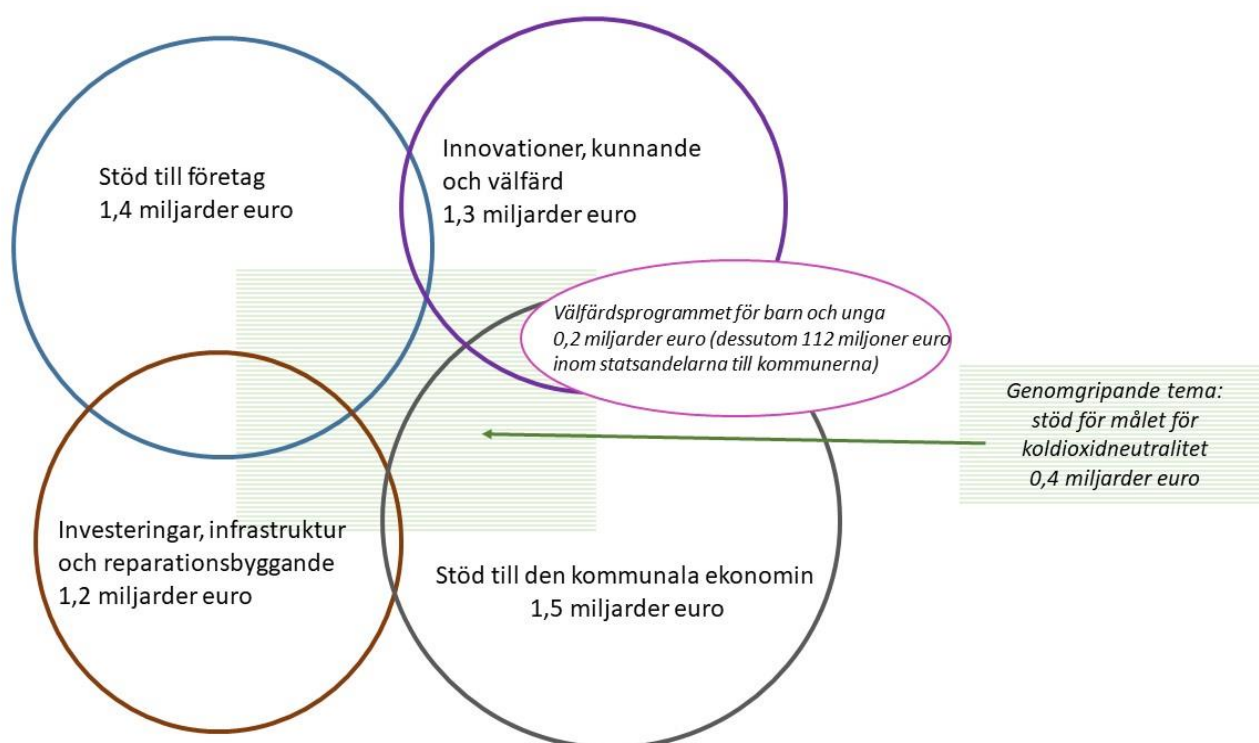 Stöd till företag
1,4 miljarder euro
Innovationer, kunnande
och välfärd
1,3 miljarder euro
Välfärdsprogrammet för barn och unga
0,2 miljarder euro (dessutom 112 miljoner euro
inom statsandelarna till kommunerna)
Genomgripande tema:
stöd för målet för
koldioxidneutralitet
0,4 miljarder euro
Investeringar, infrastruktur
och reparationsbyggande
1,2 miljarder euro
Stöd till den kommunala ekonomin
1,5 miljarder euro